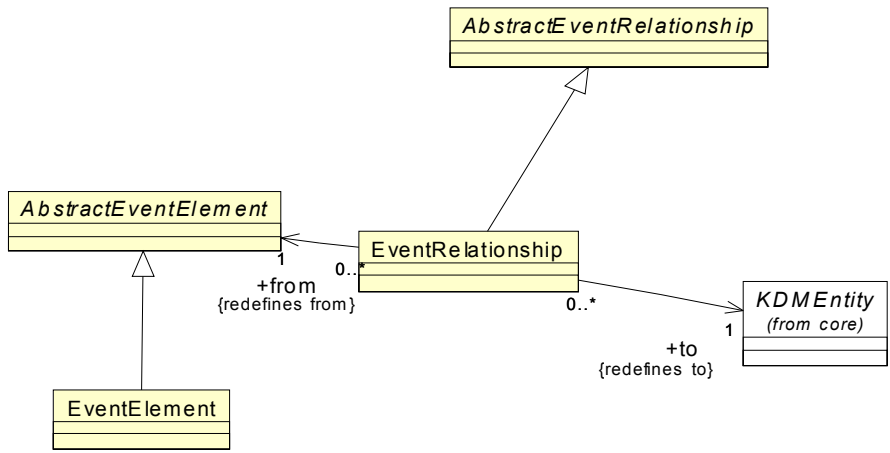 AbstractEventRelationship
AbstractEventElement
EventRelationship
1
0..*
+from
{redefines from}
0..*
KDMEntity
(from core)
1
+to
{redefines to}
EventElement